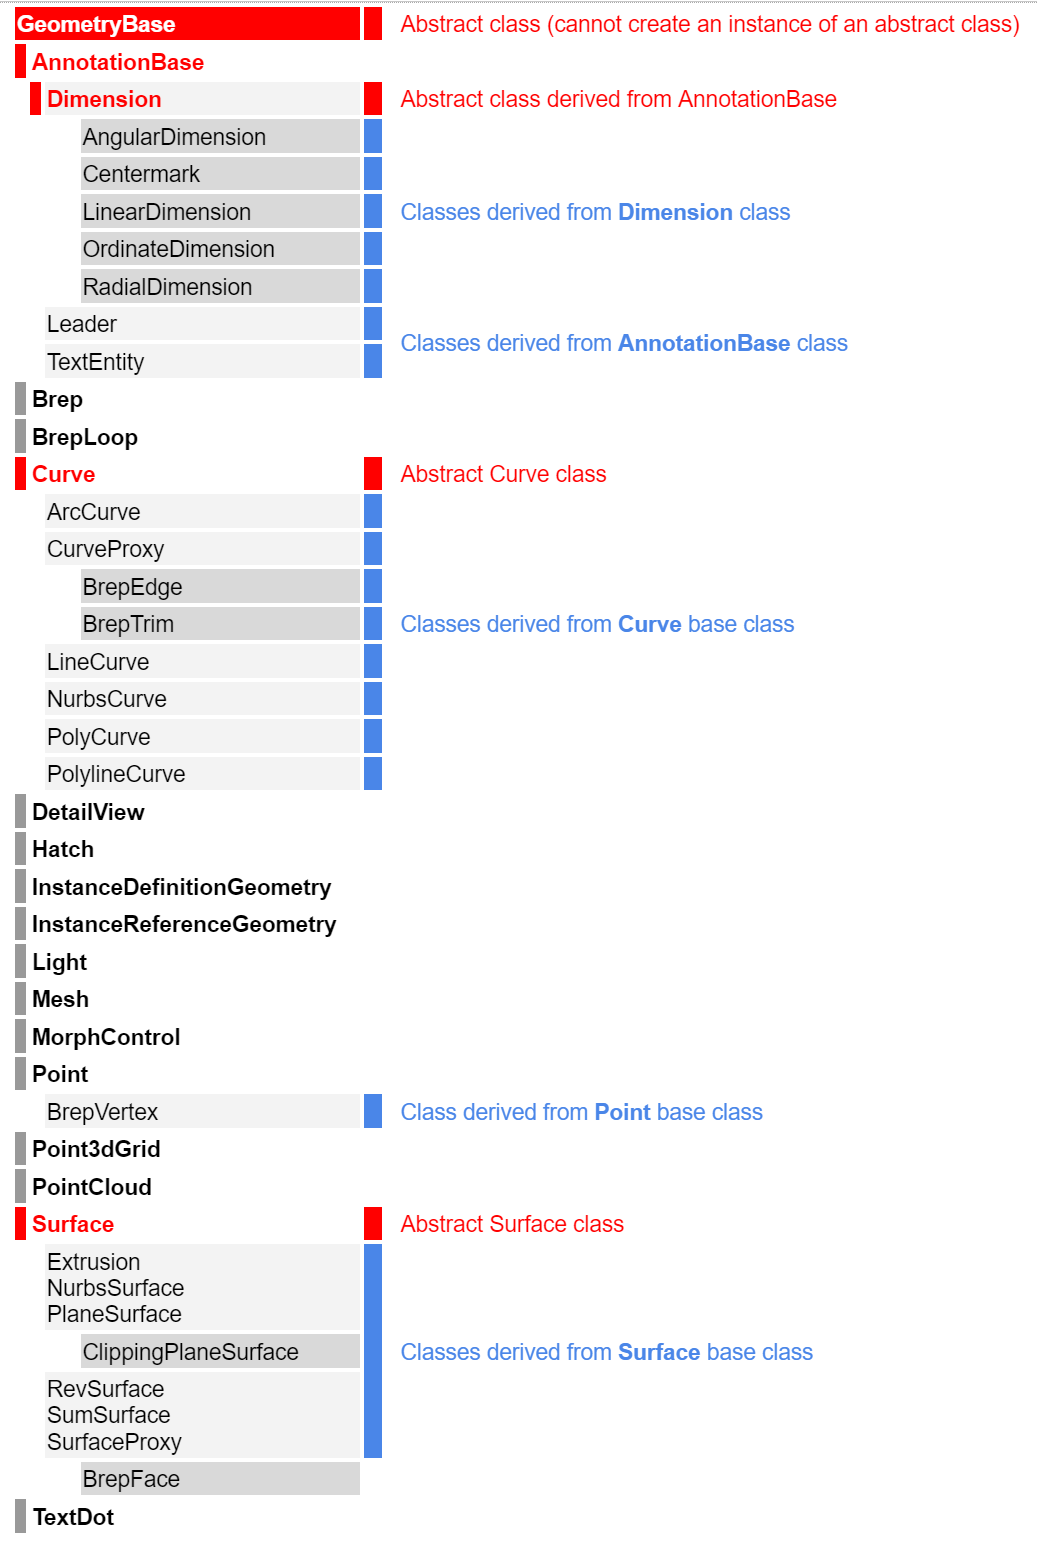 GeometryBase Abstract class (cannot create an instance of an abstract class)
AnnotationBase
Dimension Abstract class derived from AnnotationBase
AngularDimension
Centermark
LinearDimension Classes derived from Dimension class
OrdinateDimension
RadialDimension
Leader
Classes derived from AnnotationBase class
TextEntity
Brep
BrepLoop
Curve Abstract Curve class
ArcCurve
CurveProxy
BrepEdge
BrepTrim Classes derived from Curve base class
LineCurve
NurbsCurve
PolyCurve
PolylineCurve
DetailView
Hatch
InstanceDefinitionGeometry
InstanceReferenceGeometry
Light
Mesh
MorphControl
Point
BrepVertex Class derived from Point base class
Point3dGrid
PointCloud
Surface Abstract Surface class
Extrusion
NurbsSurface
PlaneSurface
ClippingPlaneSurface Classes derived from Surface base class
RevSurface
SumSurface
SurfaceProxy
BrepFace
TextDot